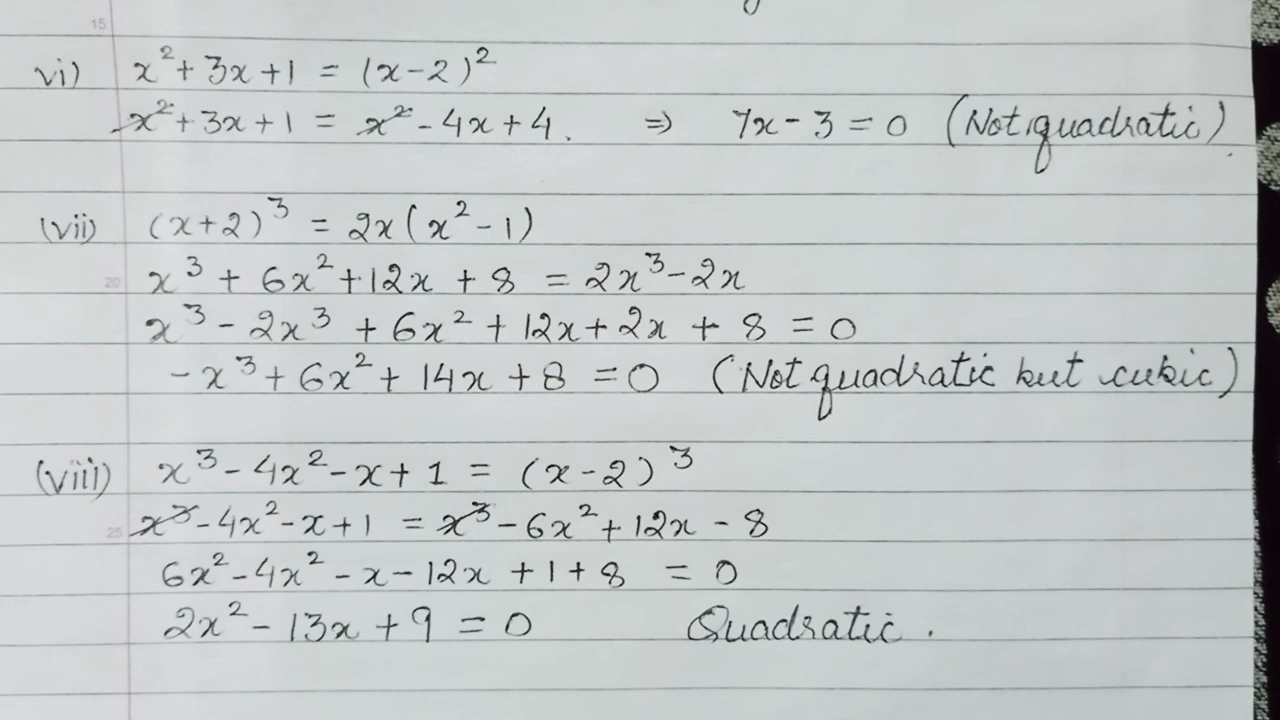 15
vi) x² + 3x + 1 = (x - 2)²
x² + 3x + 1 = x² - 4x + 4. ⇒ 7x - 3 = 0 (Not quadratic).
(vii) (x+2)³ = 2x(x² - 1)
20 x³ + 6x² + 12x + 8 = 2x³ - 2x
x³ - 2x³ + 6x² + 12x + 2x + 8 = 0
- x³ + 6x² + 14x + 8 = 0 (Not quadratic but cubic)
(viii) x³ - 4x² - x + 1 = (x - 2)³
25 x³ - 4x² - x + 1 = x³ - 6x² + 12x - 8
6x² - 4x² - x - 12x + 1 + 8 = 0
2x² - 13x + 9 = 0 Quadratic.